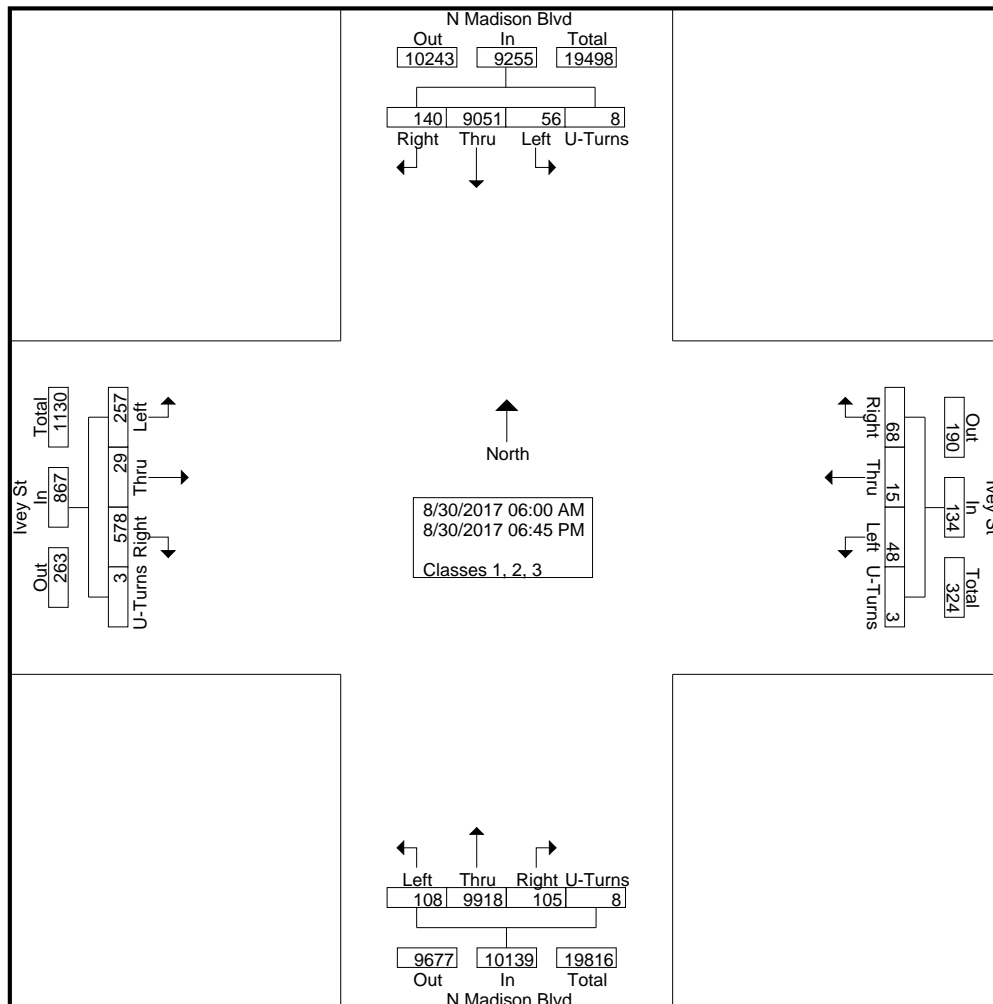 N Madison Blvd
Out In Total
10243 9255 19498
140 9051 56 8
Right Thru Left U-Turns
Ivey St
Total In Out
1130 867 263
257 29 578 3
Left Thru Right U-Turns
North
8/30/2017 06:00 AM
8/30/2017 06:45 PM
Classes 1, 2, 3
Ivey St
Out In Total
190 134 324
68 15 48 3
Right Thru Left U-Turns
Left Thru Right U-Turns
108 9918 105 8
9677 10139 19816
Out In Total
N Madison Blvd